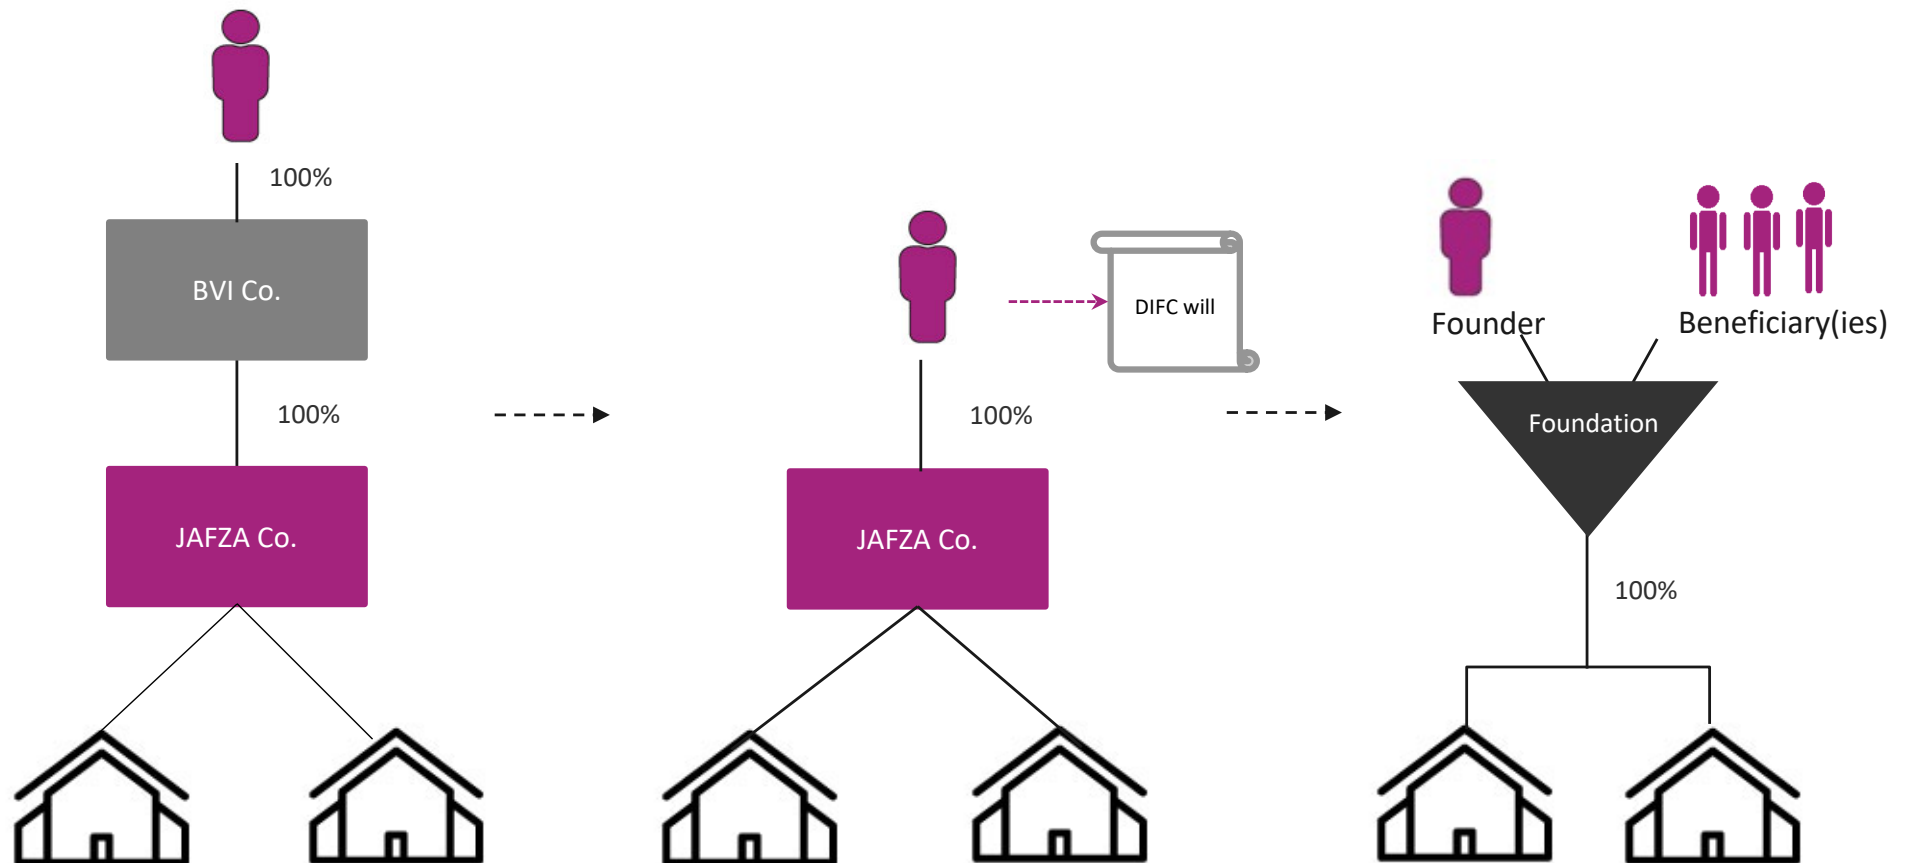 100%
BVI Co.
100%
JAFZA Co.
DIFC will
100%
JAFZA Co.
Founder
Beneficiary(ies)
Foundation
100%